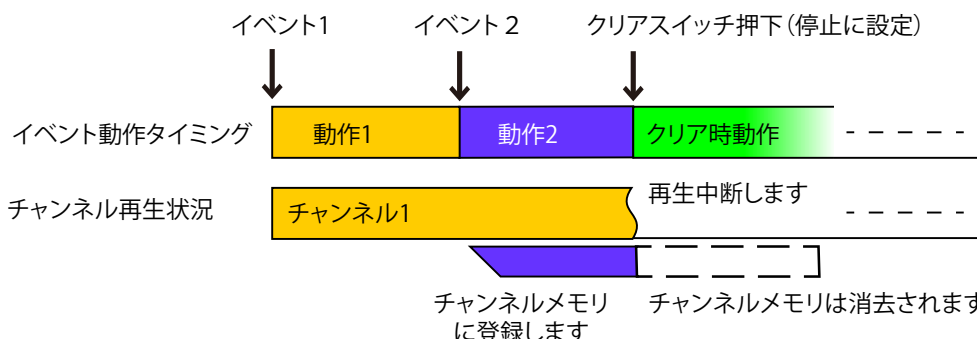 イベント1
イベント 2
クリアスイッチ押下(停止に設定)
イベント動作タイミング
動作1
動作2
クリア時動作
チャンネル再生状況
チャンネル1
再生中断します
チャンネルメモリ
に登録します
チャンネルメモリは消去されます